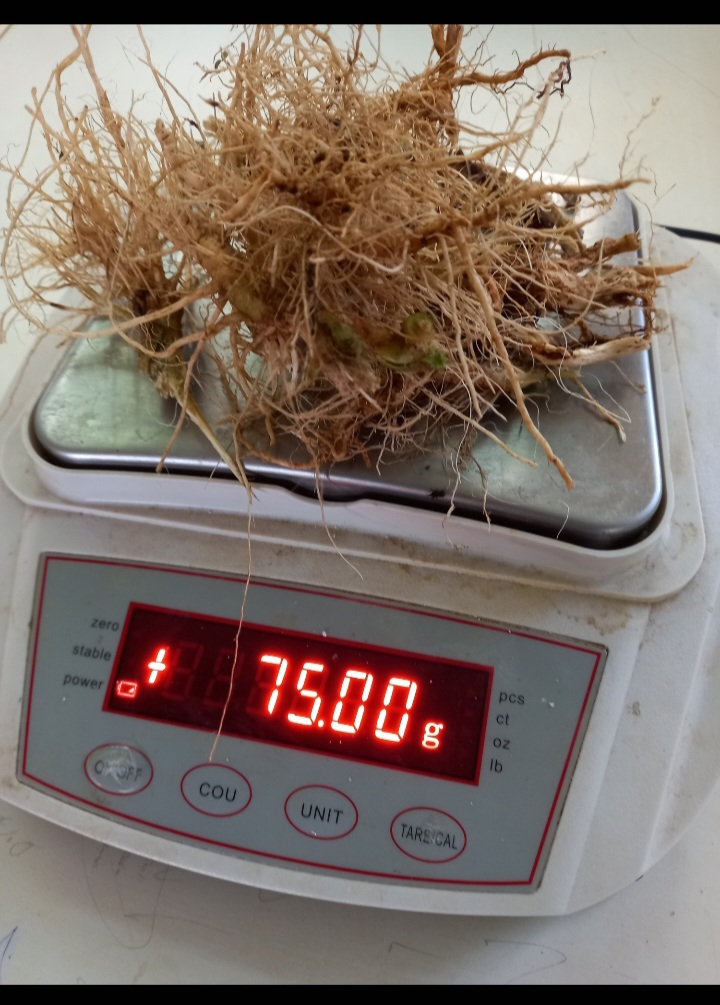 zero
stable
power
75.00 g
pcs
ct
oz
lb
ON/OFF
COU
UNIT
TARE/CAL